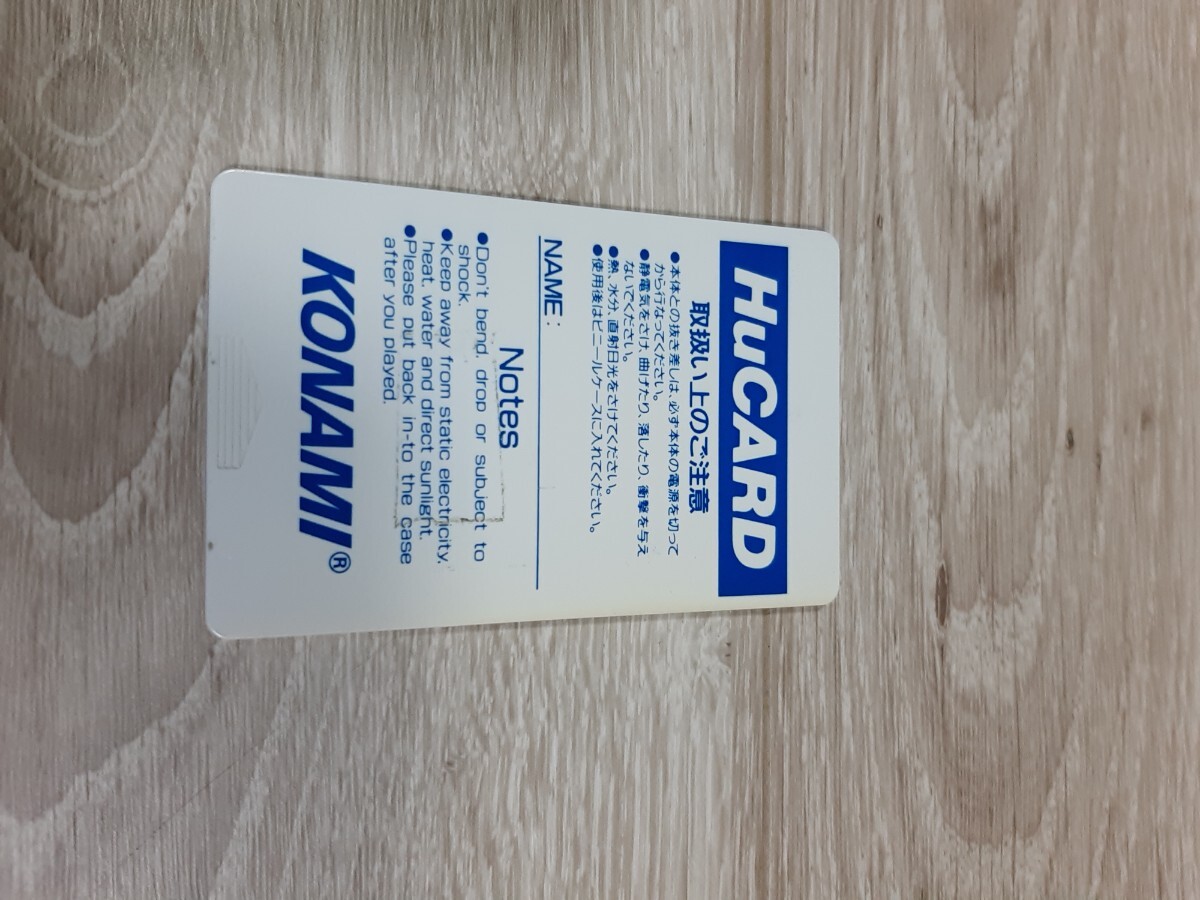 HuCARD
取扱い上のご注意
●本体との抜き差しは、必ず本体の電源を切って
から行なってください。
●静電気をさけ、曲げたり、落したり、衝撃を与え
ないでください。
●熱、水分、直射日光をさけてください。
●使用後はビニールケースに入れてください。
NAME:
Notes
●Don't bend, drop or subject to
shock.
●Keep away from static electricity,
heat, water and direct sunlight.
●Please put back in-to the case
after you played.
KONAMI®